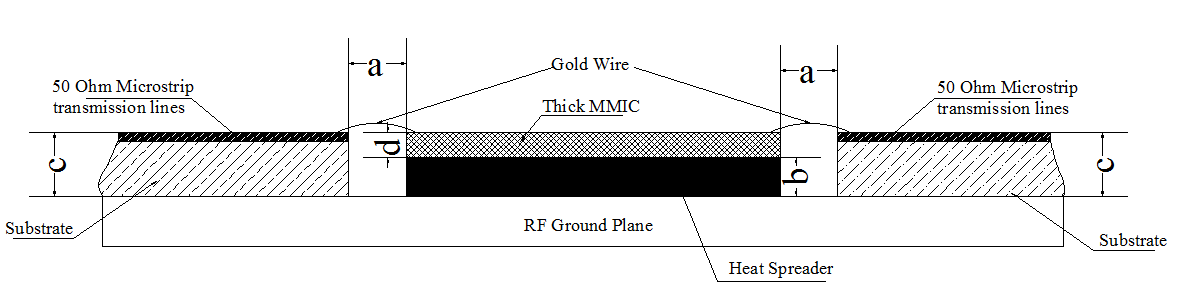 Gold Wire
50 Ohm Microstrip
transmission lines
a
a
50 Ohm Microstrip
transmission lines
Thick MMIC
c
d
b
c
Substrate
RF Ground Plane
Substrate
Heat Spreader